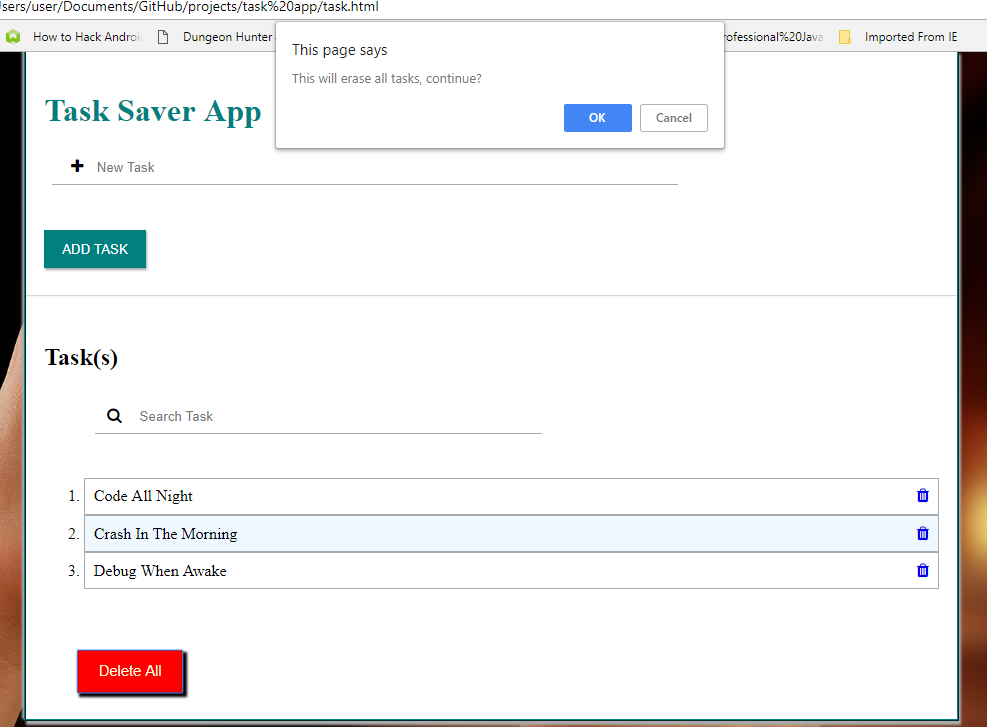 sers/user/Documents/GitHub/projects/task%20app/task.html
How to Hack Androi Dungeon Hunter rofessional%20Java Imported From IE
This page says
This will erase all tasks, continue?
OK Cancel
Task Saver App
New Task
ADD TASK
Task(s)
Search Task
1. Code All Night
2. Crash In The Morning
3. Debug When Awake
Delete All